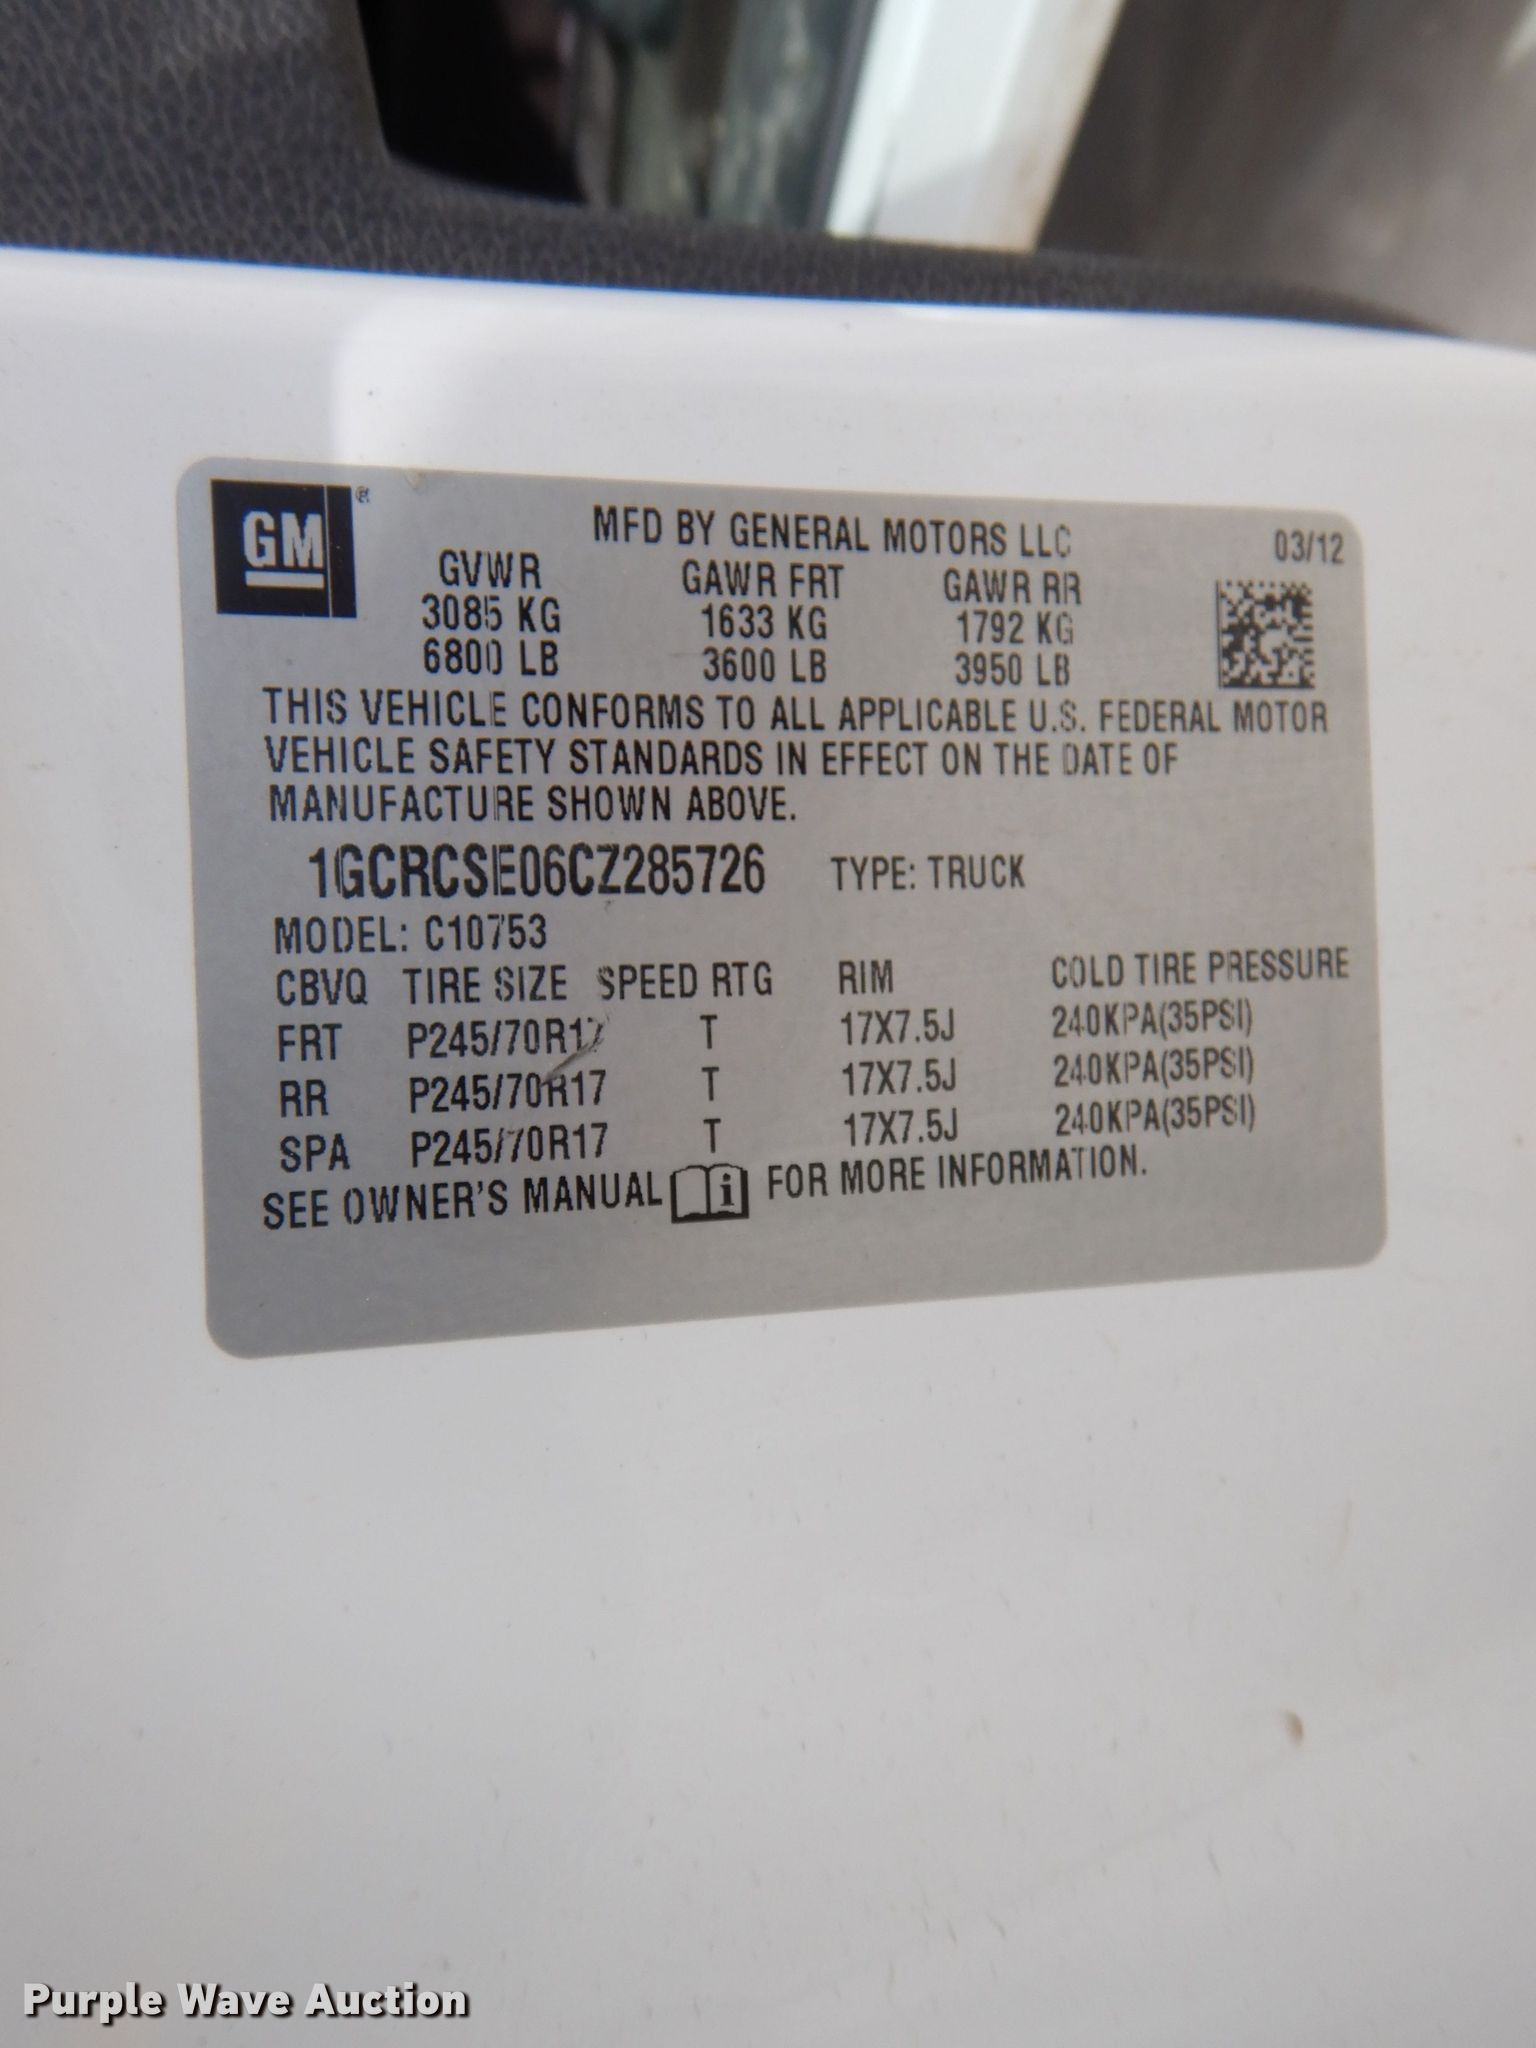 GM ®
MFD BY GENERAL MOTORS LLC 03/12
GVWR GAWR FRT GAWR RR
3085 KG 1633 KG 1792 KG
6800 LB 3600 LB 3950 LB
THIS VEHICLE CONFORMS TO ALL APPLICABLE U.S. FEDERAL MOTOR
VEHICLE SAFETY STANDARDS IN EFFECT ON THE DATE OF
MANUFACTURE SHOWN ABOVE.
1GCRCSE06CZ285726 TYPE: TRUCK
MODEL: C10753
CBVQ TIRE SIZE SPEED RTG RIM COLD TIRE PRESSURE
FRT P245/70R17 T 17X7.5J 240KPA(35PSI)
RR P245/70R17 T 17X7.5J 240KPA(35PSI)
SPA P245/70R17 T 17X7.5J 240KPA(35PSI)
SEE OWNER'S MANUAL i FOR MORE INFORMATION.
Purple Wave Auction